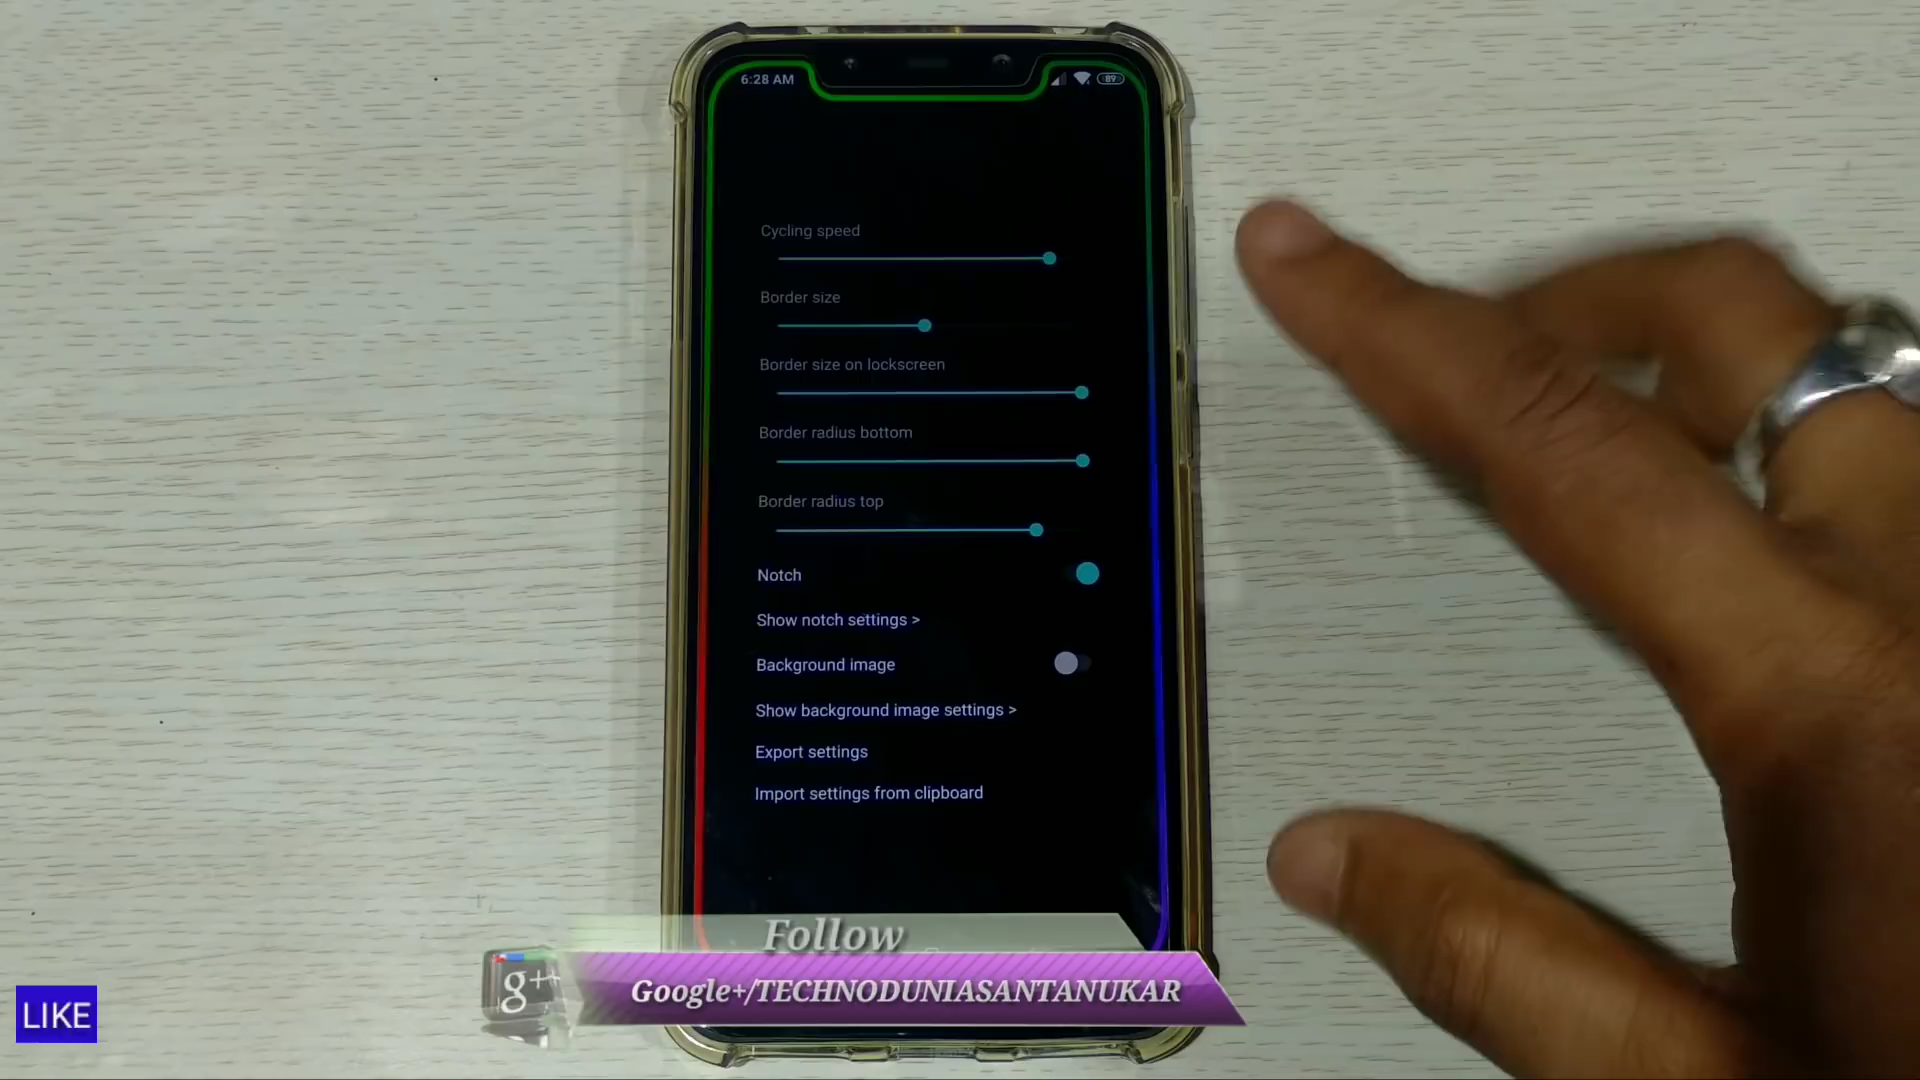 6:28 AM
89
Cycling speed
Border size
Border size on lockscreen
Border radius bottom
Border radius top
Notch
Show notch settings >
Background image
Show background image settings >
Export settings
Import settings from clipboard
Follow
g+
Google+/TECHNODUNIASANTANUKAR
LIKE